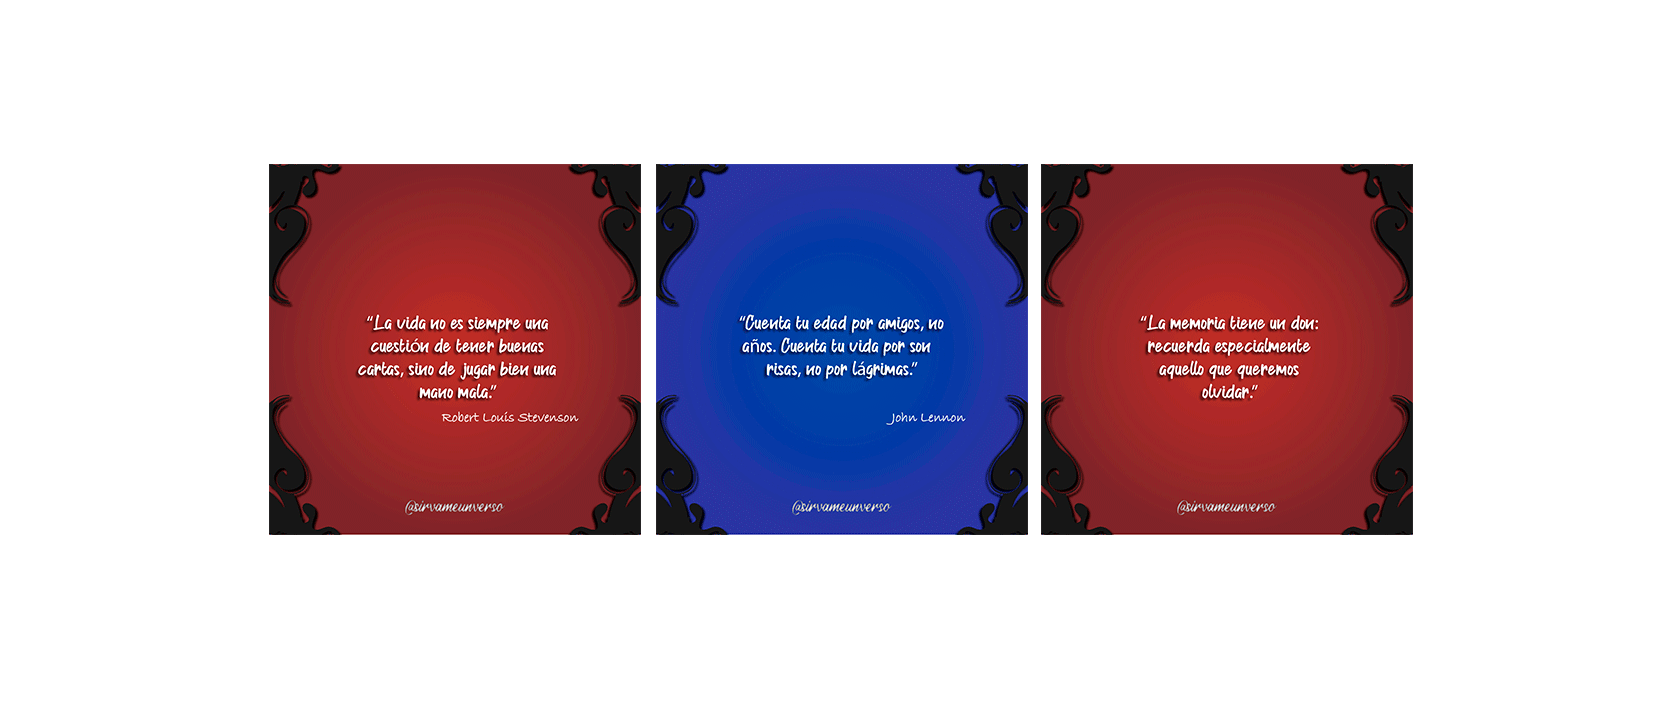 “La vida no es siempre una
cuestión de tener buenas
cartas, sino de jugar bien una
mano mala.”
Robert Louis Stevenson
@sirvameunverso
“Cuenta tu edad por amigos, no
años. Cuenta tu vida por son
risas, no por lágrimas.”
John Lennon
@sirvameunverso
“La memoria tiene un don:
recuerda especialmente
aquello que queremos
olvidar.”
@sirvameunverso